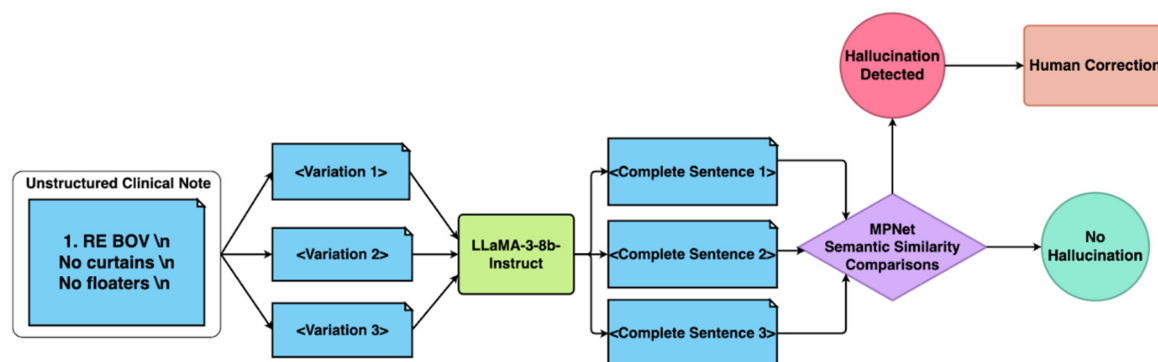 Unstructured Clinical Note
1. RE BOV \n
No curtains \n
No floaters \n
<Variation 1>
<Variation 2>
<Variation 3>
LLaMA-3-8b-
Instruct
<Complete Sentence 1>
<Complete Sentence 2>
<Complete Sentence 3>
MPNet
Semantic Similarity
Comparisons
Hallucination
Detected
Human Correction
No
Hallucination